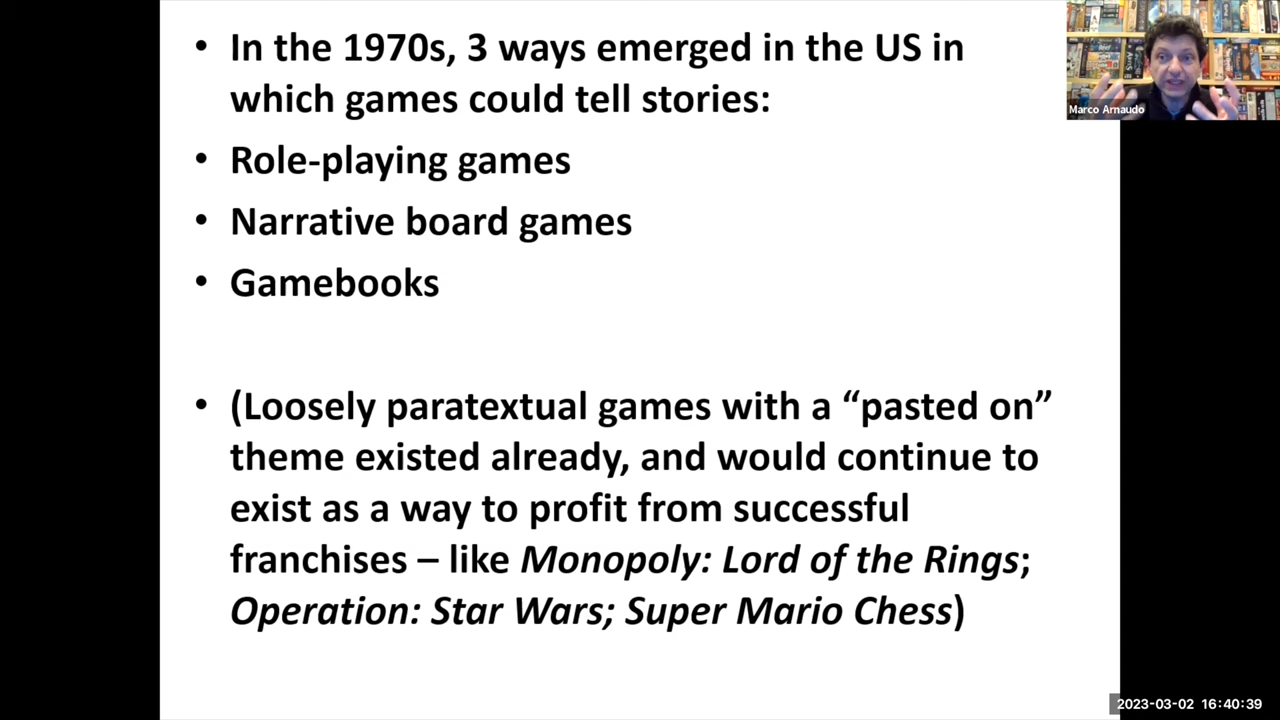 • In the 1970s, 3 ways emerged in the US in
which games could tell stories:
• Role-playing games
• Narrative board games
• Gamebooks
• (Loosely paratextual games with a “pasted on”
theme existed already, and would continue to
exist as a way to profit from successful
franchises – like Monopoly: Lord of the Rings;
Operation: Star Wars; Super Mario Chess)
Marco Arnaudo
2023-03-02 16:40:39